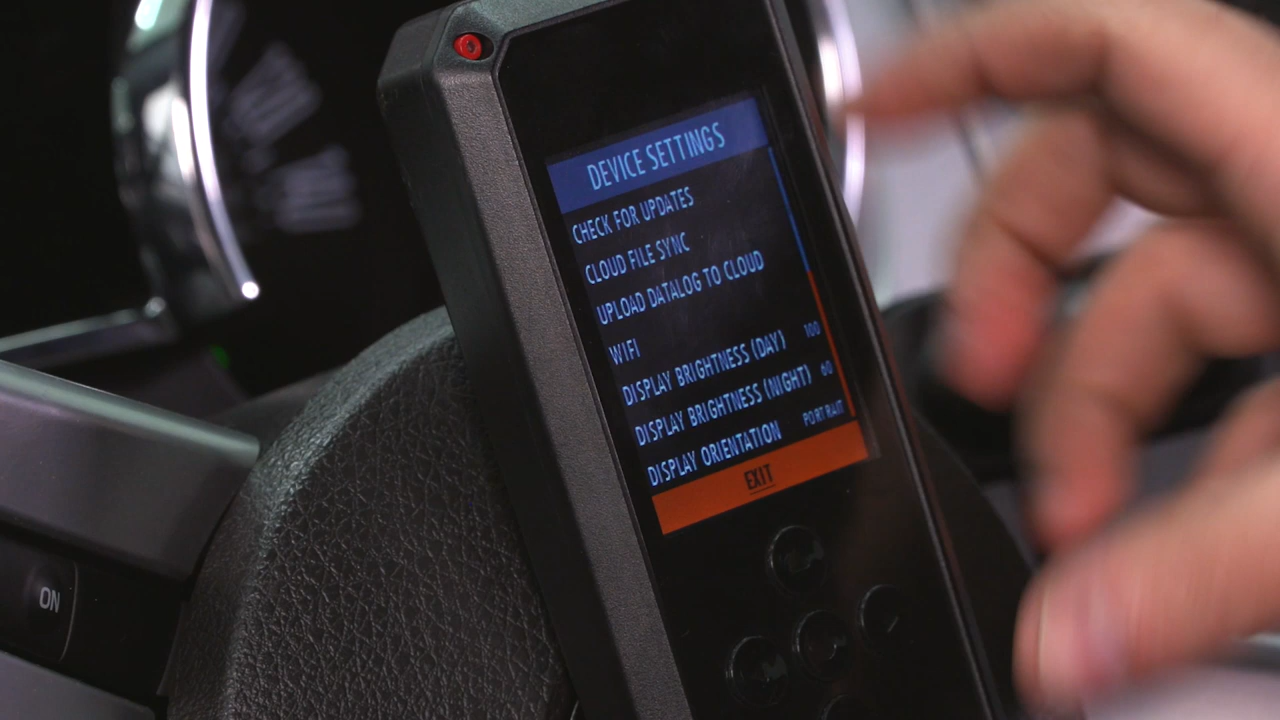 DEVICE SETTINGS
CHECK FOR UPDATES
CLOUD FILE SYNC
UPLOAD DATALOG TO CLOUD
WIFI
DISPLAY BRIGHTNESS (DAY) 100
DISPLAY BRIGHTNESS (NIGHT) 60
DISPLAY ORIENTATION PORTRAIT
EXIT
ON